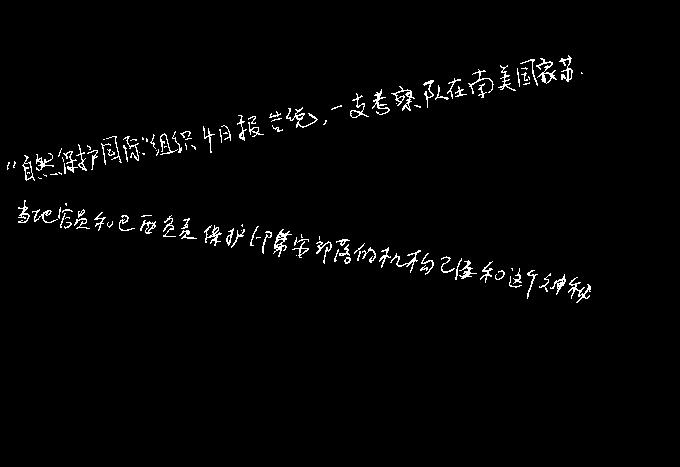 “自然保护国际”组织4日报告说,一支考察队在南美国家苏
当地官员和巴西负责保护印第安部落的机构已经和这个神秘